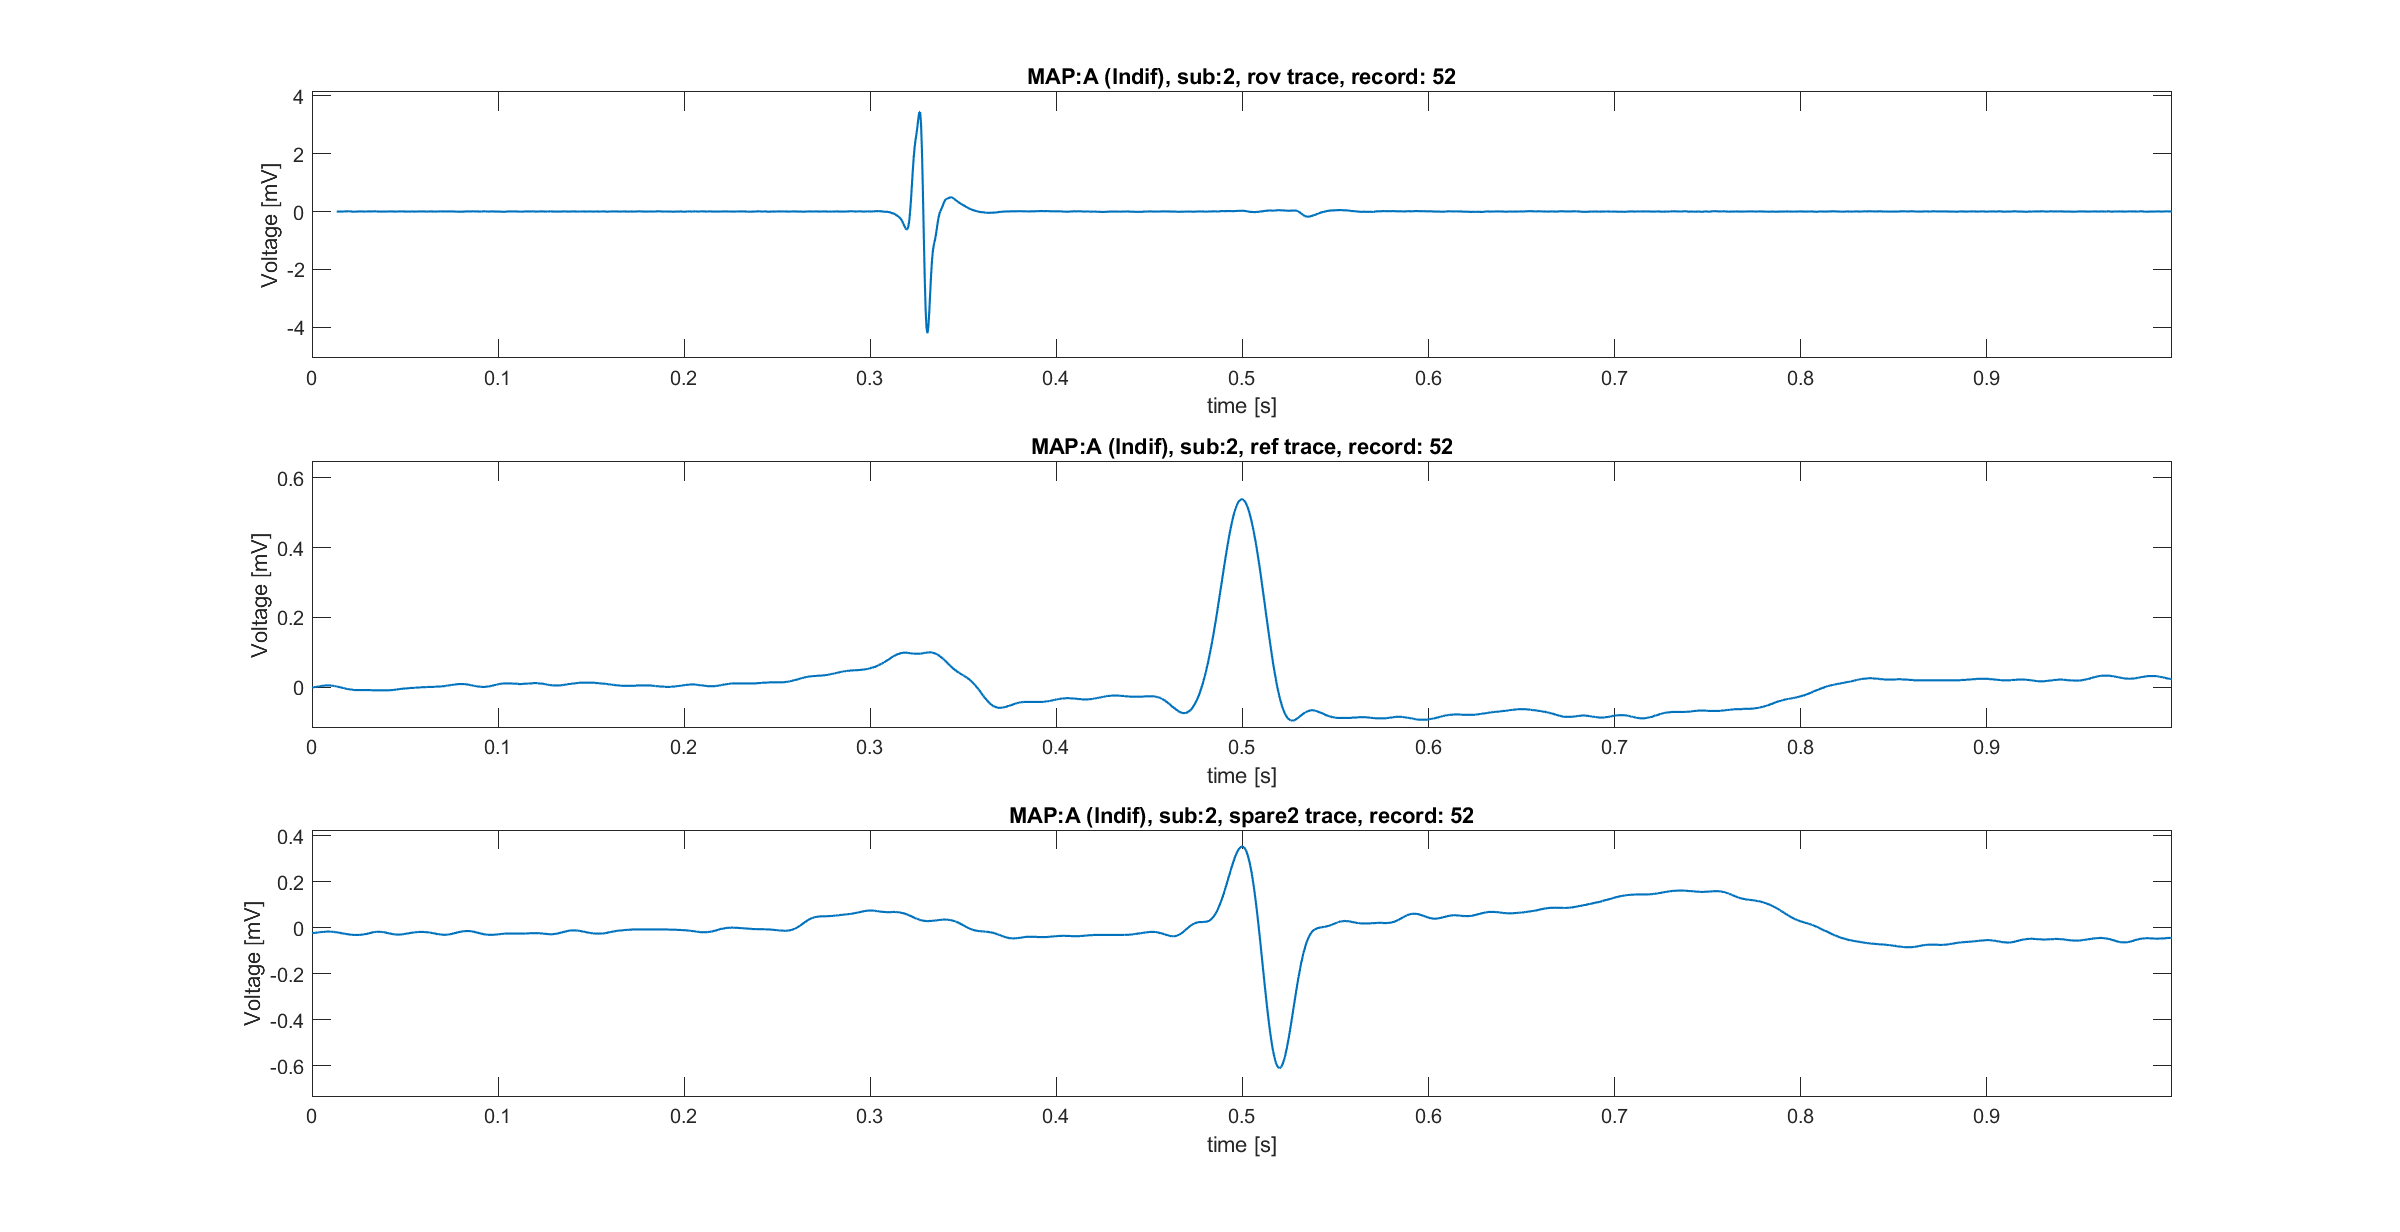 MAP:A (Indif), sub:2, rov trace, record: 52
4
2
0
-2
-4
Voltage [mV]
0 0.1 0.2 0.3 0.4 0.5 0.6 0.7 0.8 0.9
time [s]
MAP:A (Indif), sub:2, ref trace, record: 52
0.6
0.4
0.2
0
Voltage [mV]
0 0.1 0.2 0.3 0.4 0.5 0.6 0.7 0.8 0.9
time [s]
MAP:A (Indif), sub:2, spare2 trace, record: 52
0.4
0.2
0
-0.2
-0.4
-0.6
Voltage [mV]
0 0.1 0.2 0.3 0.4 0.5 0.6 0.7 0.8 0.9
time [s]